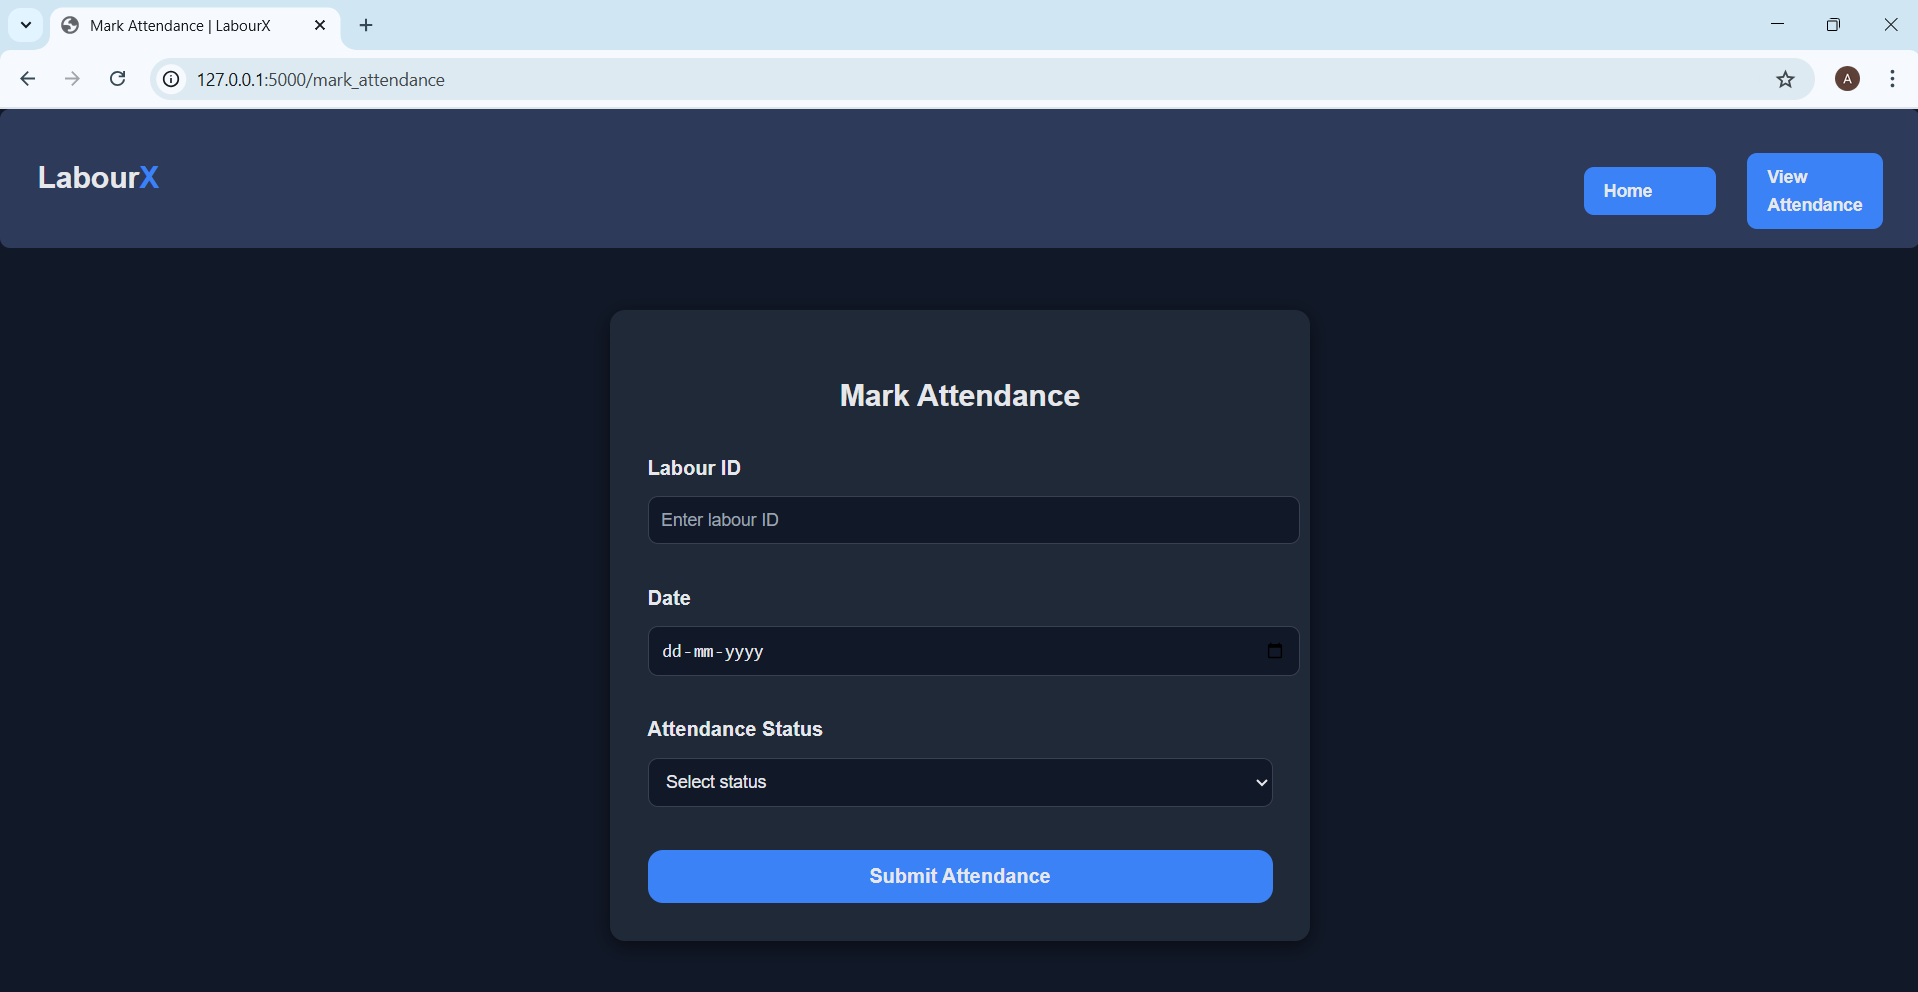 Mark Attendance | LabourX
127.0.0.1:5000/mark_attendance
A
LabourX
Home
View
Attendance
Mark Attendance
Labour ID
Enter labour ID
Date
dd-mm-yyyy
Attendance Status
Select status
Submit Attendance